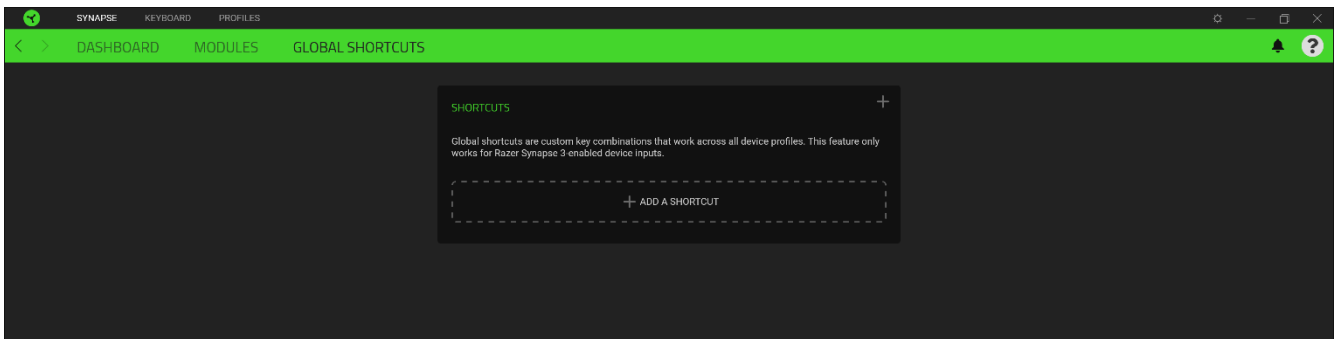 SYNAPSE KEYBOARD PROFILES
DASHBOARD MODULES GLOBAL SHORTCUTS
?
SHORTCUTS
Global shortcuts are custom key combinations that work across all device profiles. This feature only
works for Razer Synapse 3-enabled device inputs.
ADD A SHORTCUT